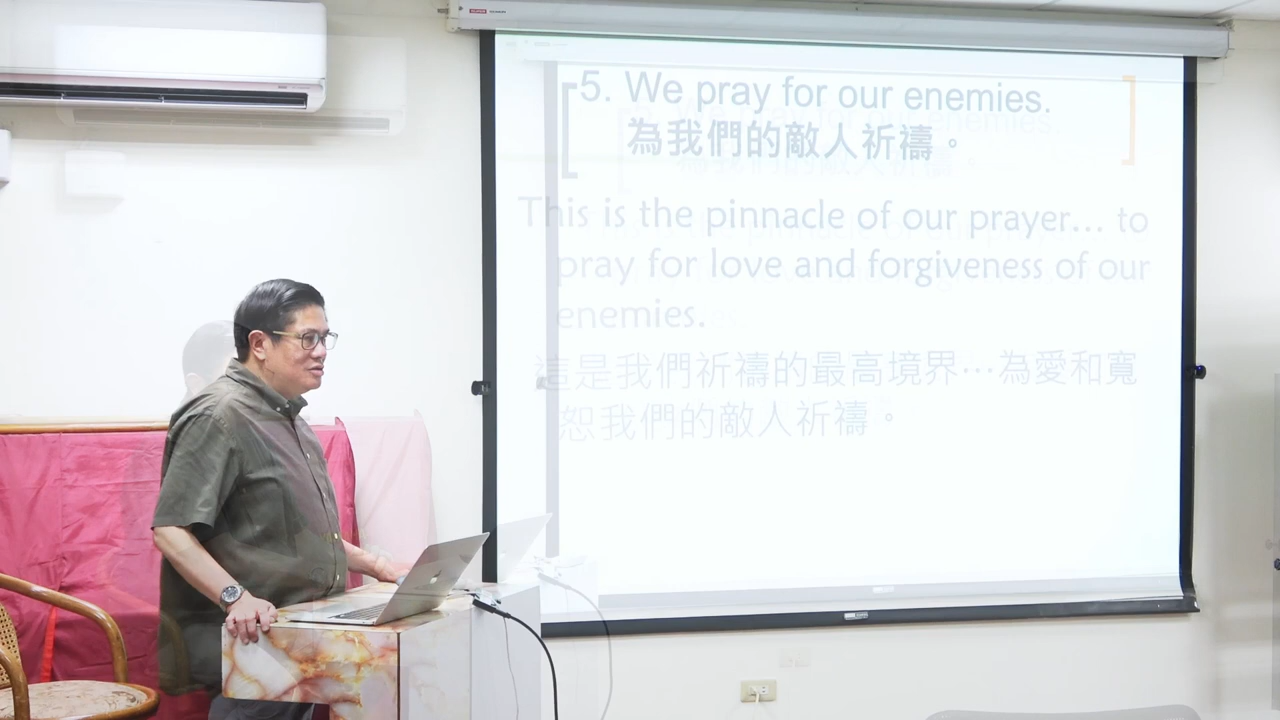 5. We pray for our enemies.
為我們的敵人祈禱。
This is the pinnacle of our prayer... to
pray for love and forgiveness of our
enemies.
這是我們祈禱的最高境界…為愛和寬
恕我們的敵人祈禱。